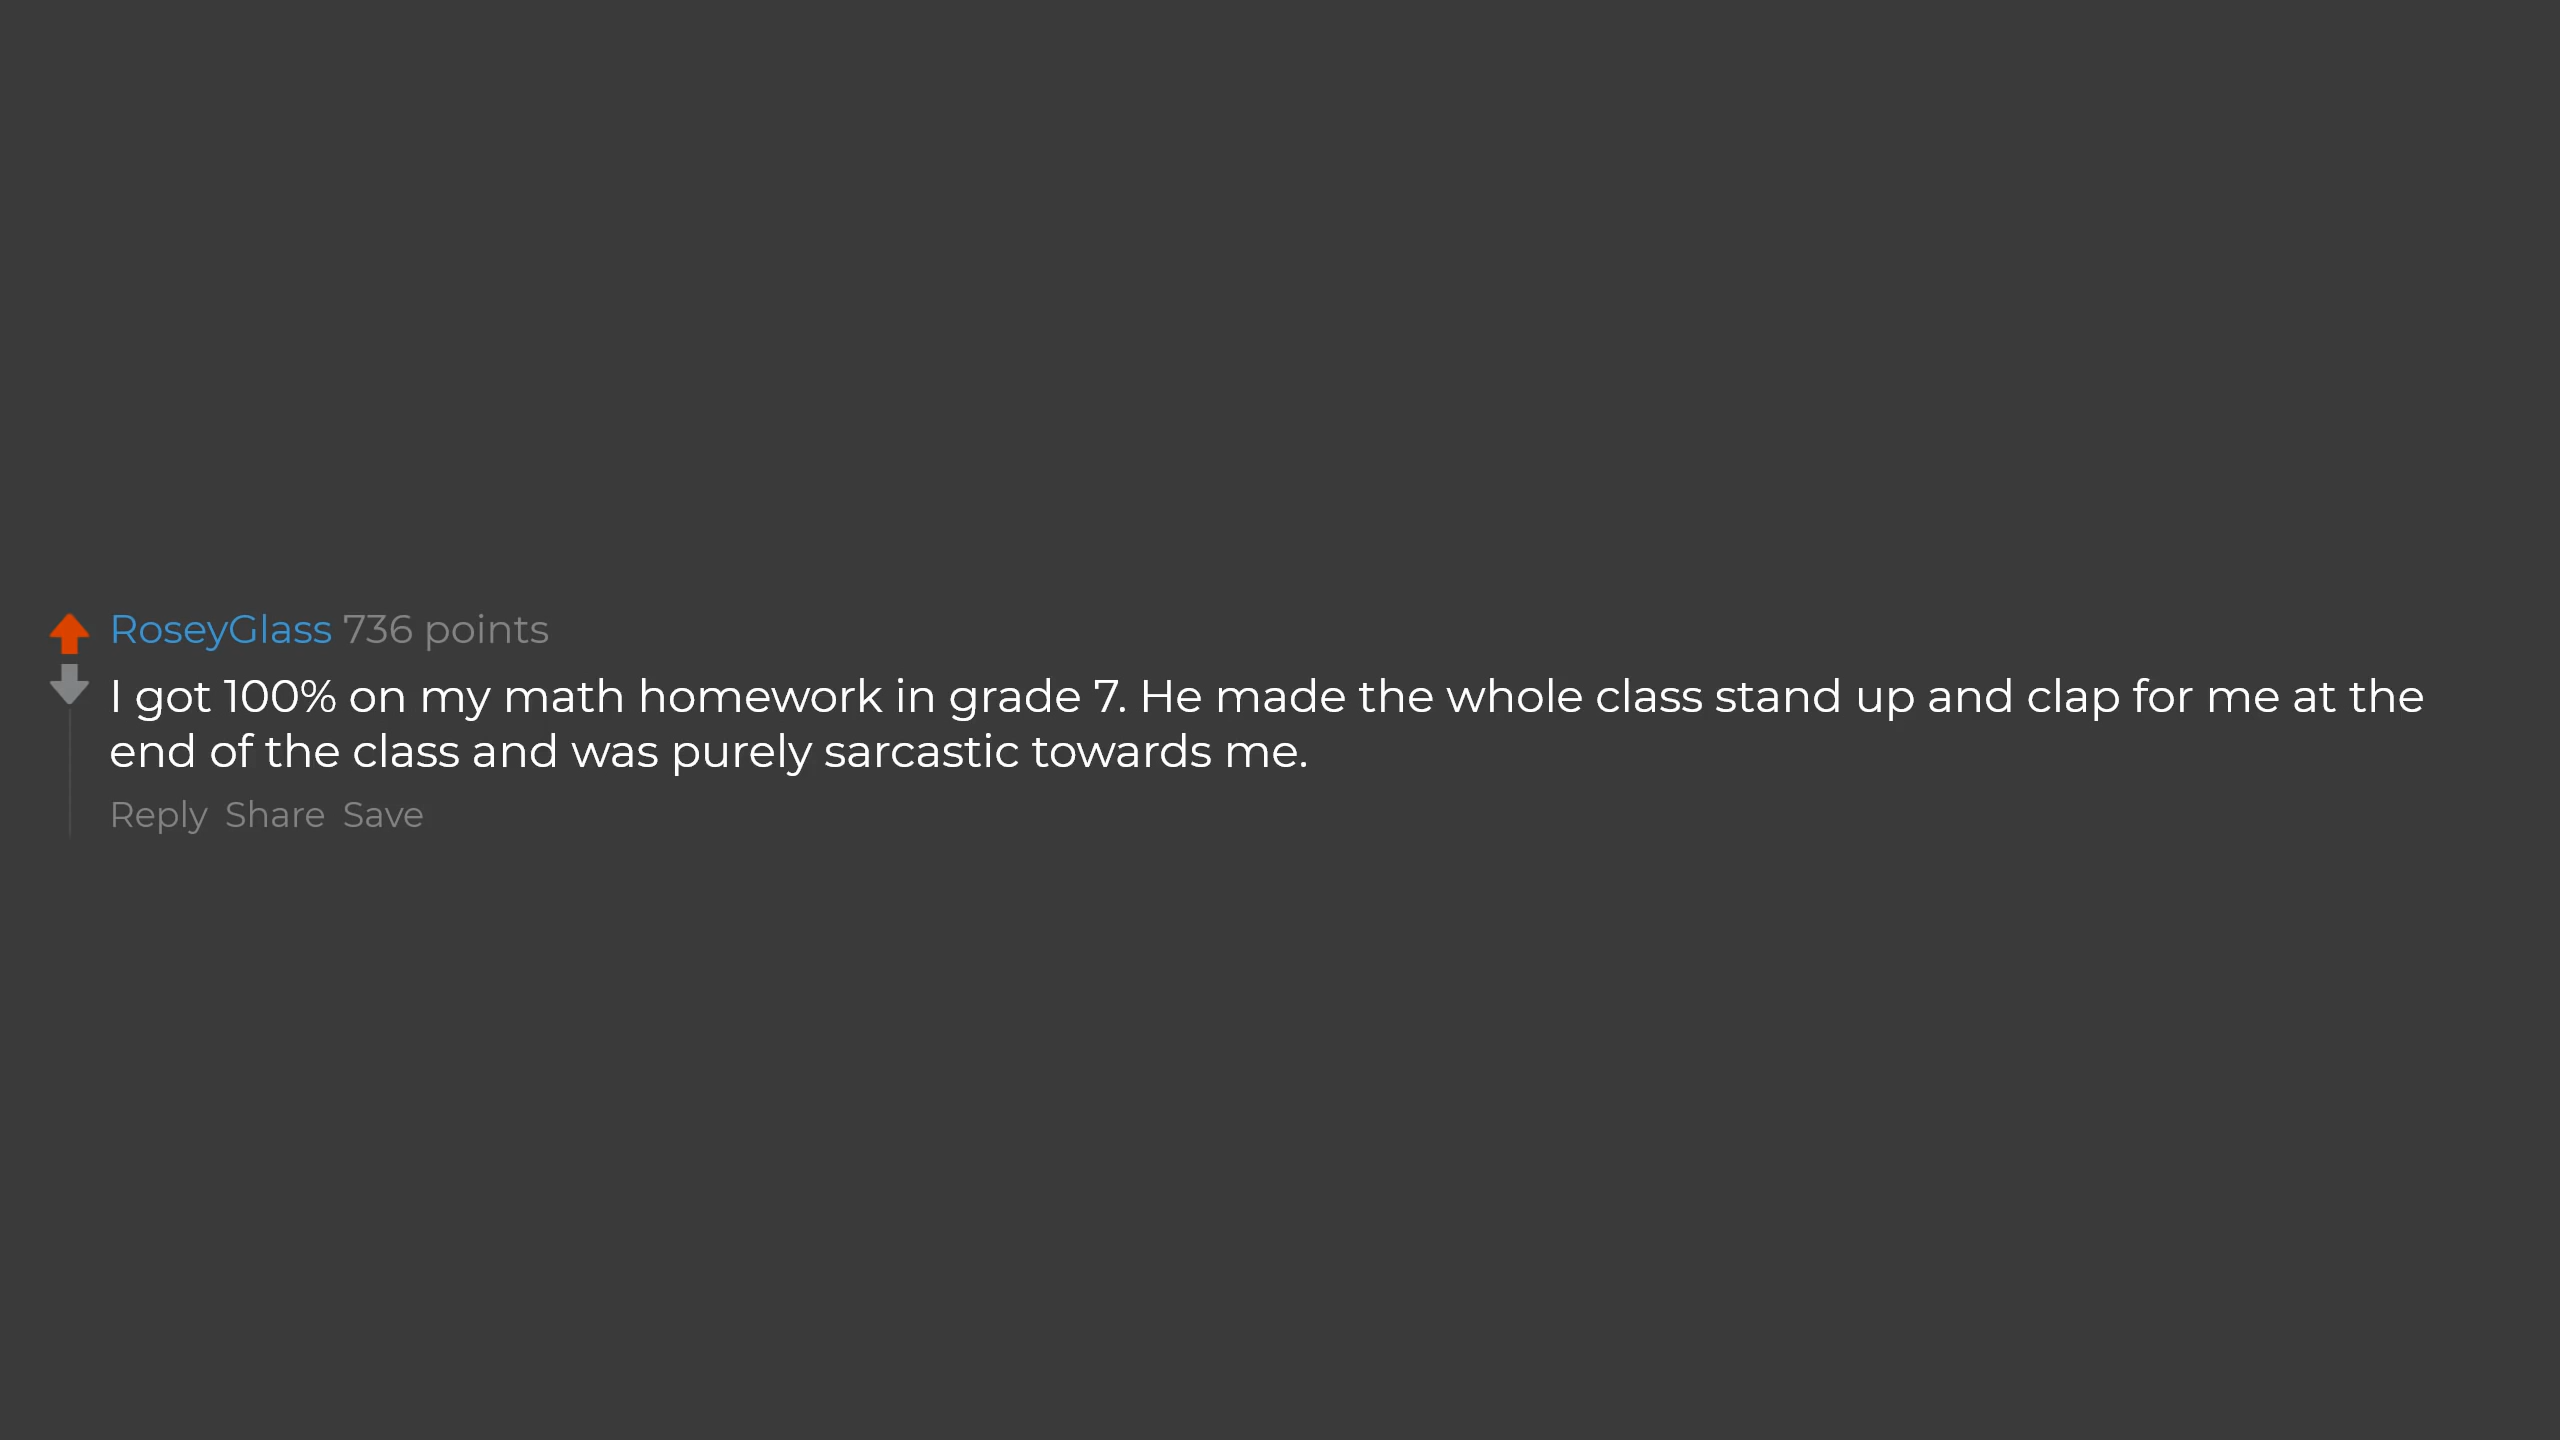 RoseyGlass 736 points
I got 100% on my math homework in grade 7. He made the whole class stand up and clap for me at the
end of the class and was purely sarcastic towards me.
Reply Share Save